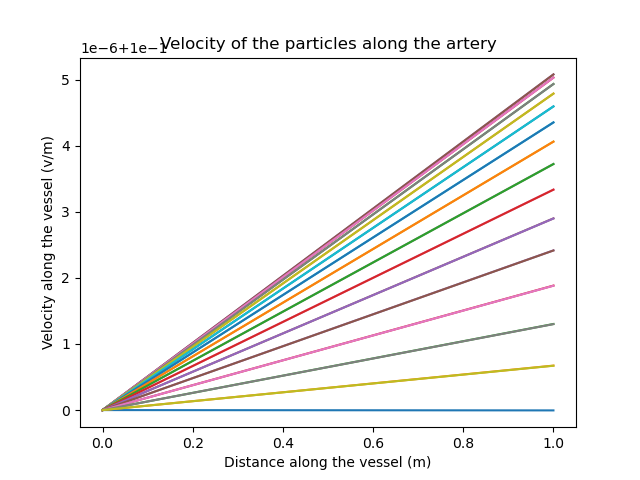 Velocity of the particles along the artery
1e−6+1e−1
5
4
3
2
1
0
Velocity along the vessel (v/m)
0.0 0.2 0.4 0.6 0.8 1.0
Distance along the vessel (m)